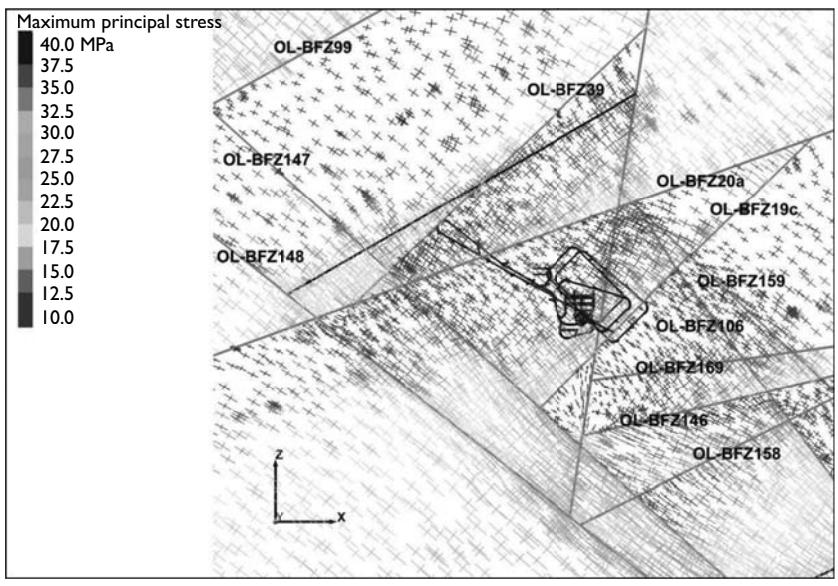 Maximum principal stress
40.0 MPa
37.5
35.0
32.5
30.0
27.5
25.0
22.5
20.0
17.5
15.0
12.5
10.0
OL-BFZ99
OL-BFZ39
OL-BFZ147
OL-BFZ20a
OL-BFZ19c
OL-BFZ148
OL-BFZ159
OL-BFZ106
OL-BFZ169
OL-BFZ146
OL-BFZ158
Z
Y
X